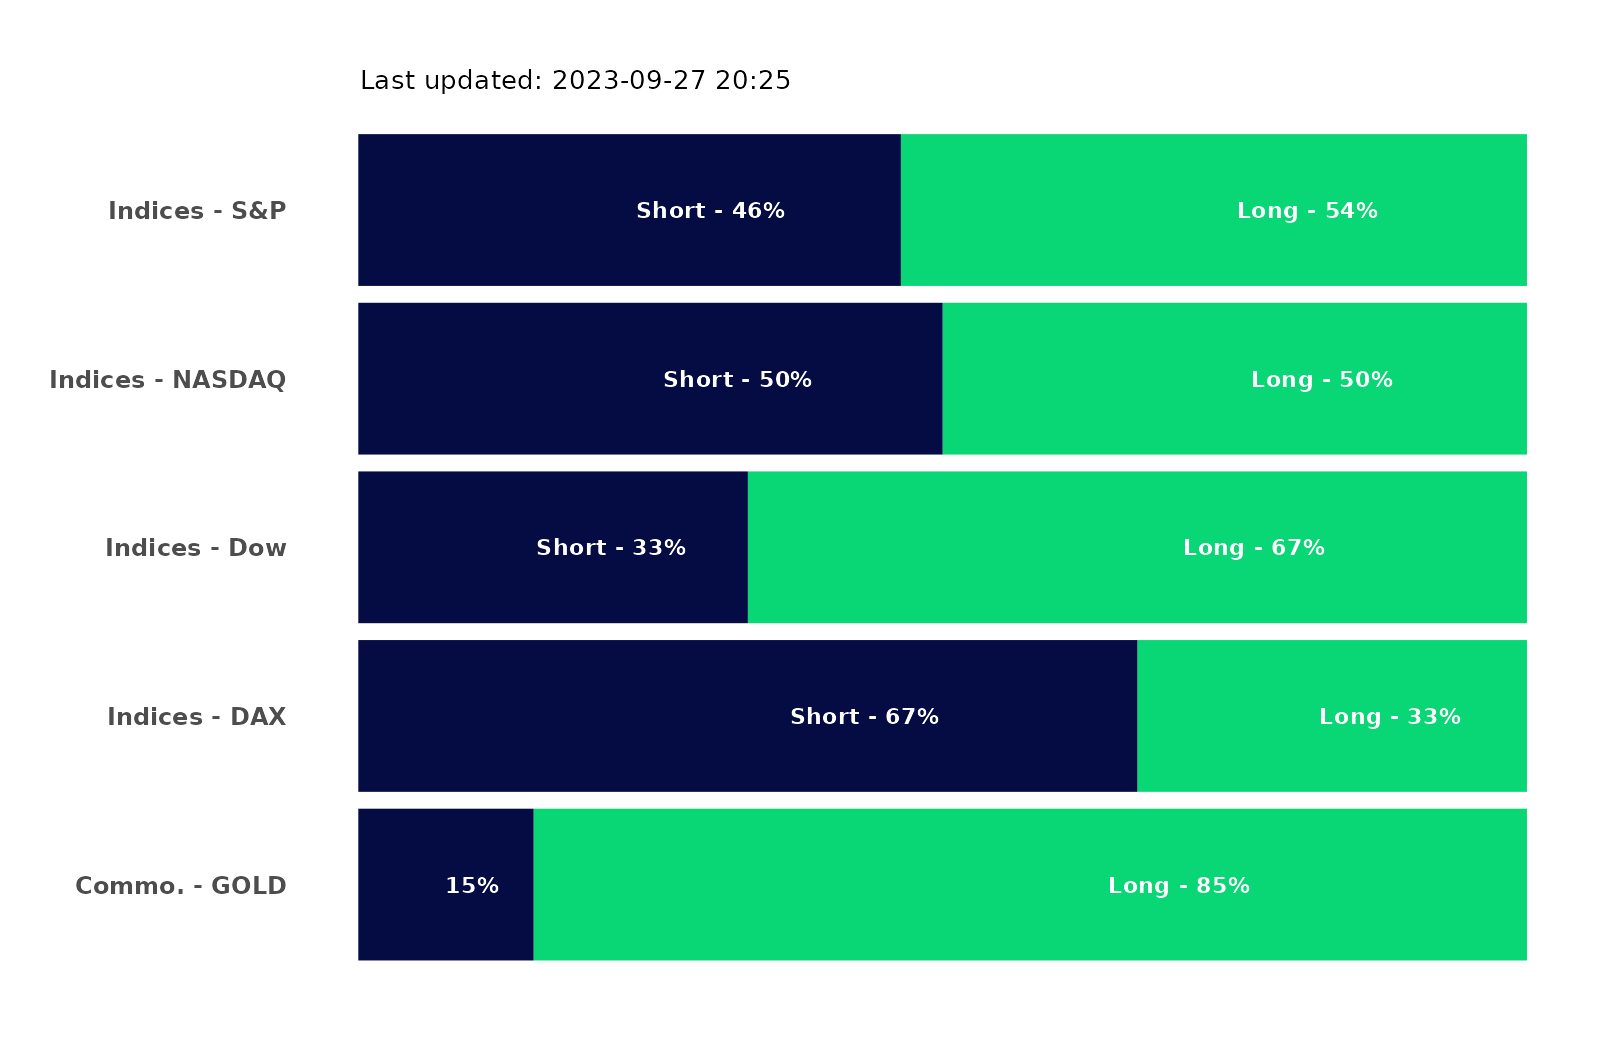 Last updated: 2023-09-27 20:25
Indices - S&P
Short - 46%
Long - 54%
Indices - NASDAQ
Short - 50%
Long - 50%
Indices - Dow
Short - 33%
Long - 67%
Indices - DAX
Short - 67%
Long - 33%
Commo. - GOLD
15%
Long - 85%